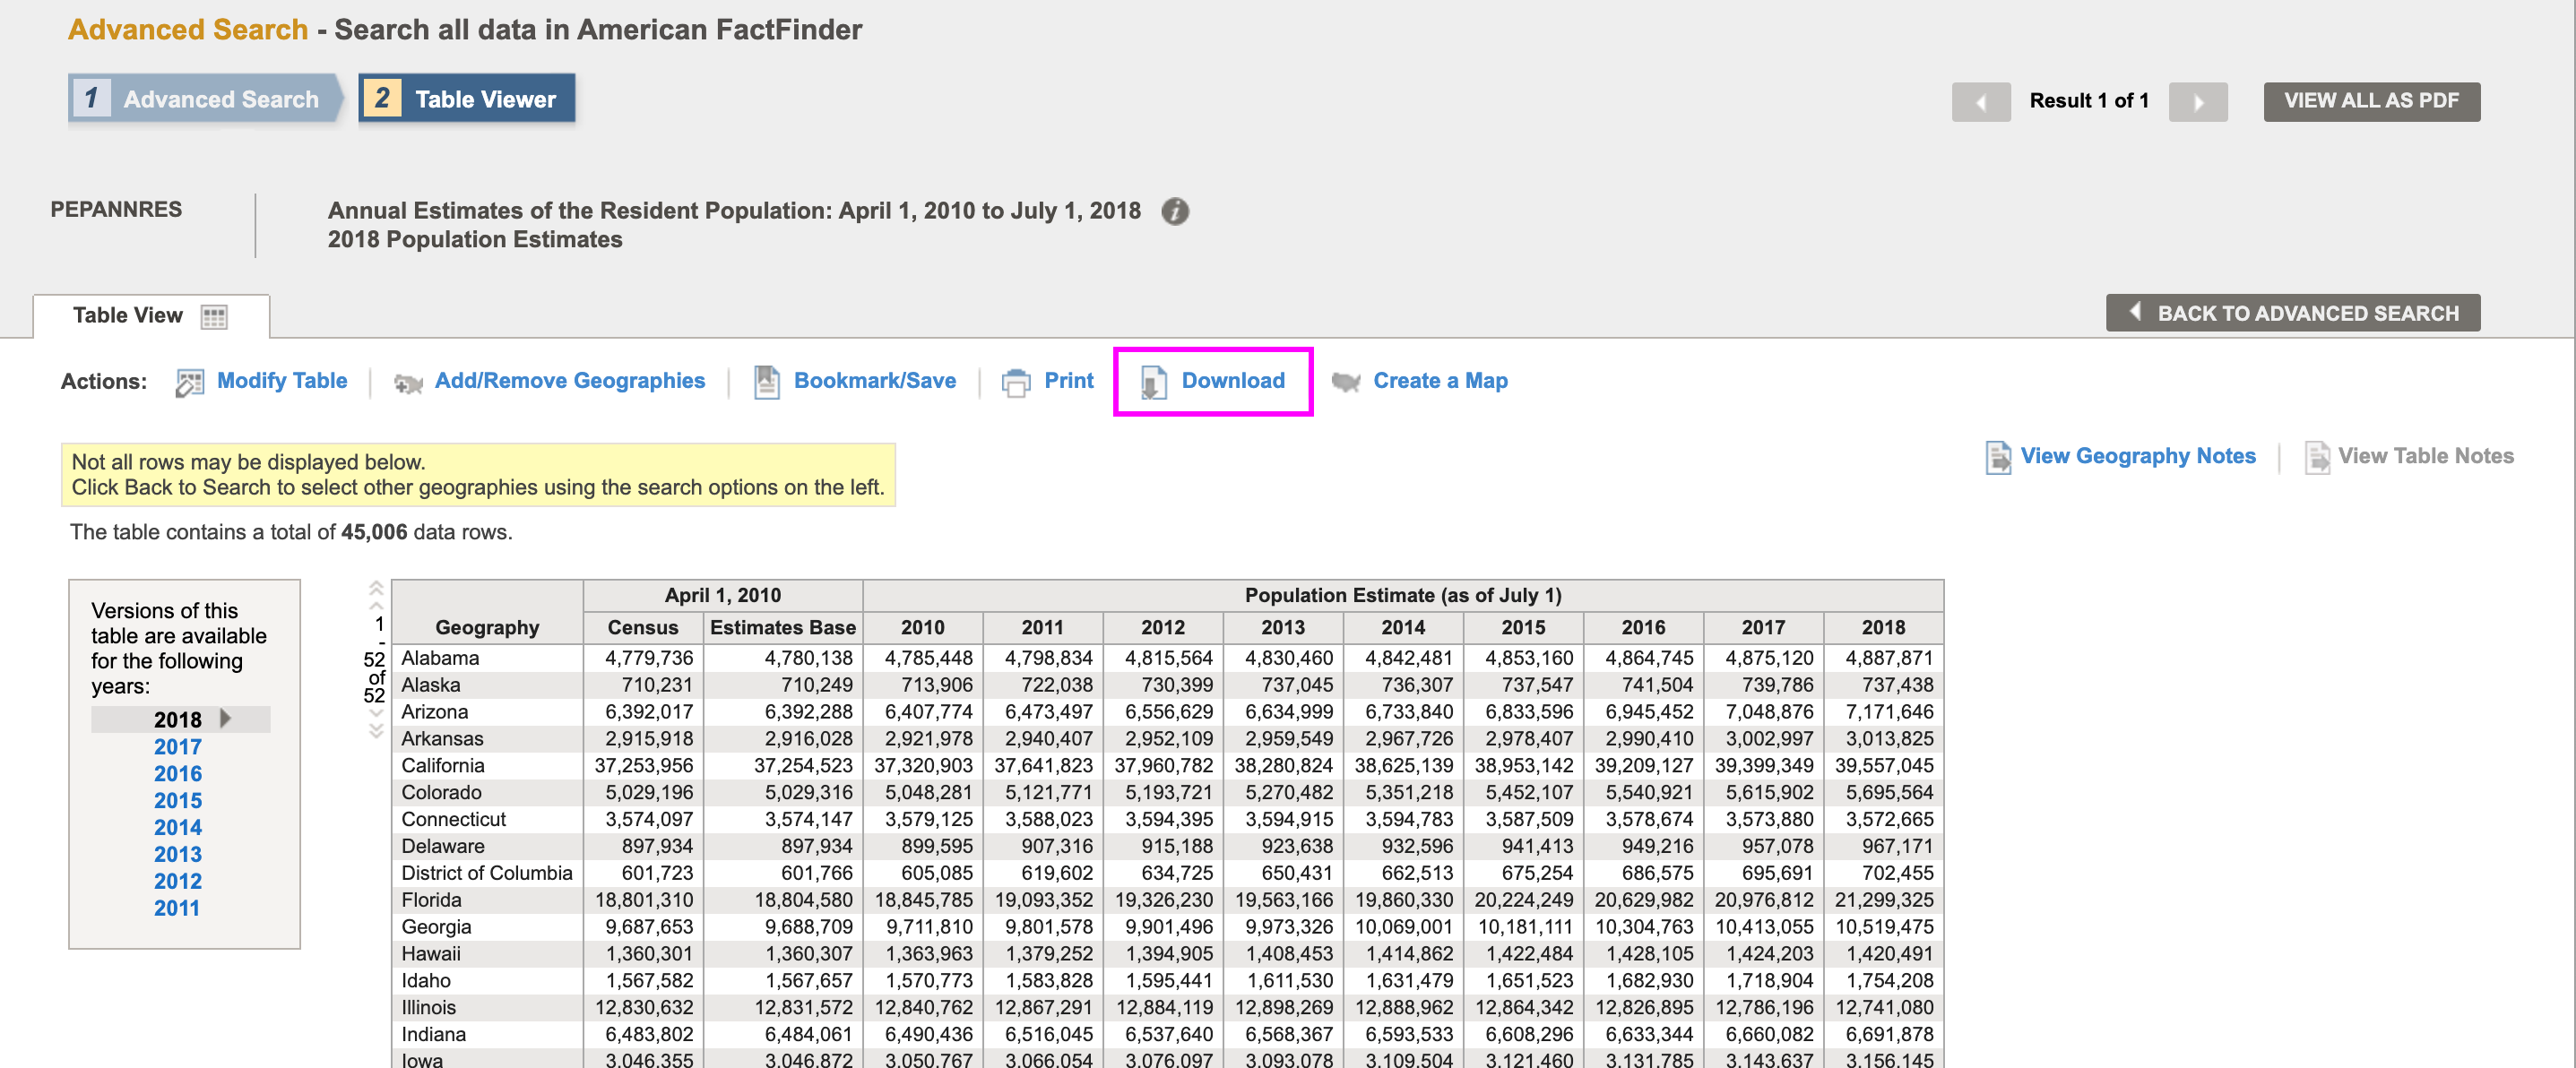 Advanced Search - Search all data in American FactFinder
1 Advanced Search 2 Table Viewer Result 1 of 1 VIEW ALL AS PDF
PEPANNRES Annual Estimates of the Resident Population: April 1, 2010 to July 1, 2018
2018 Population Estimates
Table View BACK TO ADVANCED SEARCH
Actions: Modify Table Add/Remove Geographies Bookmark/Save Print Download Create a Map
View Geography Notes View Table Notes
Not all rows may be displayed below.
Click Back to Search to select other geographies using the search options on the left.
The table contains a total of 45,006 data rows.
Versions of this
table are available
for the following
years:
2018
2017
2016
2015
2014
2013
2012
2011
1
-
52
of
52
April 1, 2010 Population Estimate (as of July 1)
Geography Census Estimates Base 2010 2011 2012 2013 2014 2015 2016 2017 2018
Alabama 4,779,736 4,780,138 4,785,448 4,798,834 4,815,564 4,830,460 4,842,481 4,853,160 4,864,745 4,875,120 4,887,871
Alaska 710,231 710,249 713,906 722,038 730,399 737,045 736,307 737,547 741,504 739,786 737,438
Arizona 6,392,017 6,392,288 6,407,774 6,473,497 6,556,629 6,634,999 6,733,840 6,833,596 6,945,452 7,048,876 7,171,646
Arkansas 2,915,918 2,916,028 2,921,978 2,940,407 2,952,109 2,959,549 2,967,726 2,978,407 2,990,410 3,002,997 3,013,825
California 37,253,956 37,254,523 37,320,903 37,641,823 37,960,782 38,280,824 38,625,139 38,953,142 39,209,127 39,399,349 39,557,045
Colorado 5,029,196 5,029,316 5,048,281 5,121,771 5,193,721 5,270,482 5,351,218 5,452,107 5,540,921 5,615,902 5,695,564
Connecticut 3,574,097 3,574,147 3,579,125 3,588,023 3,594,395 3,594,915 3,594,783 3,587,509 3,578,674 3,573,880 3,572,665
Delaware 897,934 897,934 899,595 907,316 915,188 923,638 932,596 941,413 949,216 957,078 967,171
District of Columbia 601,723 601,766 605,085 619,602 634,725 650,431 662,513 675,254 686,575 695,691 702,455
Florida 18,801,310 18,804,580 18,845,785 19,093,352 19,326,230 19,563,166 19,860,330 20,224,249 20,629,982 20,976,812 21,299,325
Georgia 9,687,653 9,688,709 9,711,810 9,801,578 9,901,496 9,973,326 10,069,001 10,181,111 10,304,763 10,413,055 10,519,475
Hawaii 1,360,301 1,360,307 1,363,963 1,379,252 1,394,905 1,408,453 1,414,862 1,422,484 1,428,105 1,424,203 1,420,491
Idaho 1,567,582 1,567,657 1,570,773 1,583,828 1,595,441 1,611,530 1,631,479 1,651,523 1,682,930 1,718,904 1,754,208
Illinois 12,830,632 12,831,572 12,840,762 12,867,291 12,884,119 12,898,269 12,888,962 12,864,342 12,826,895 12,786,196 12,741,080
Indiana 6,483,802 6,484,061 6,490,436 6,516,045 6,537,640 6,568,367 6,593,533 6,608,296 6,633,344 6,660,082 6,691,878
Iowa 3,046,355 3,046,872 3,050,767 3,066,054 3,076,097 3,093,078 3,109,504 3,121,460 3,131,785 3,143,637 3,156,145